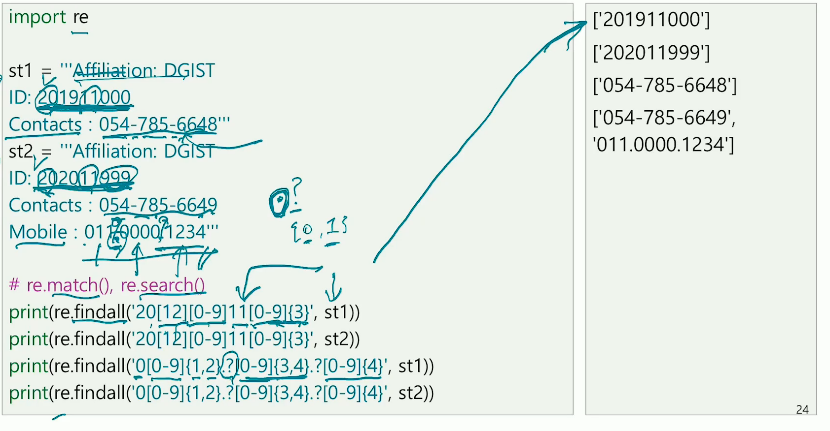 import re
st1 = '''Affiliation: DGIST
ID: 201911000
Contacts : 054-785-6648'''
st2 = '''Affiliation: DGIST
ID: 202011999
Contacts : 054-785-6649
Mobile : 011.0000.1234'''
?
{0,1}
# re.match(), re.search()
print(re.findall('20[12][0-9]11[0-9]{3}', st1))
print(re.findall('20[12][0-9]11[0-9]{3}', st2))
print(re.findall('0[0-9]{1,2}.?[0-9]{3,4}.?[0-9]{4}', st1))
print(re.findall('0[0-9]{1,2}.?[0-9]{3,4}.?[0-9]{4}', st2))
['201911000']
['202011999']
['054-785-6648']
['054-785-6649',
'011.0000.1234']
24